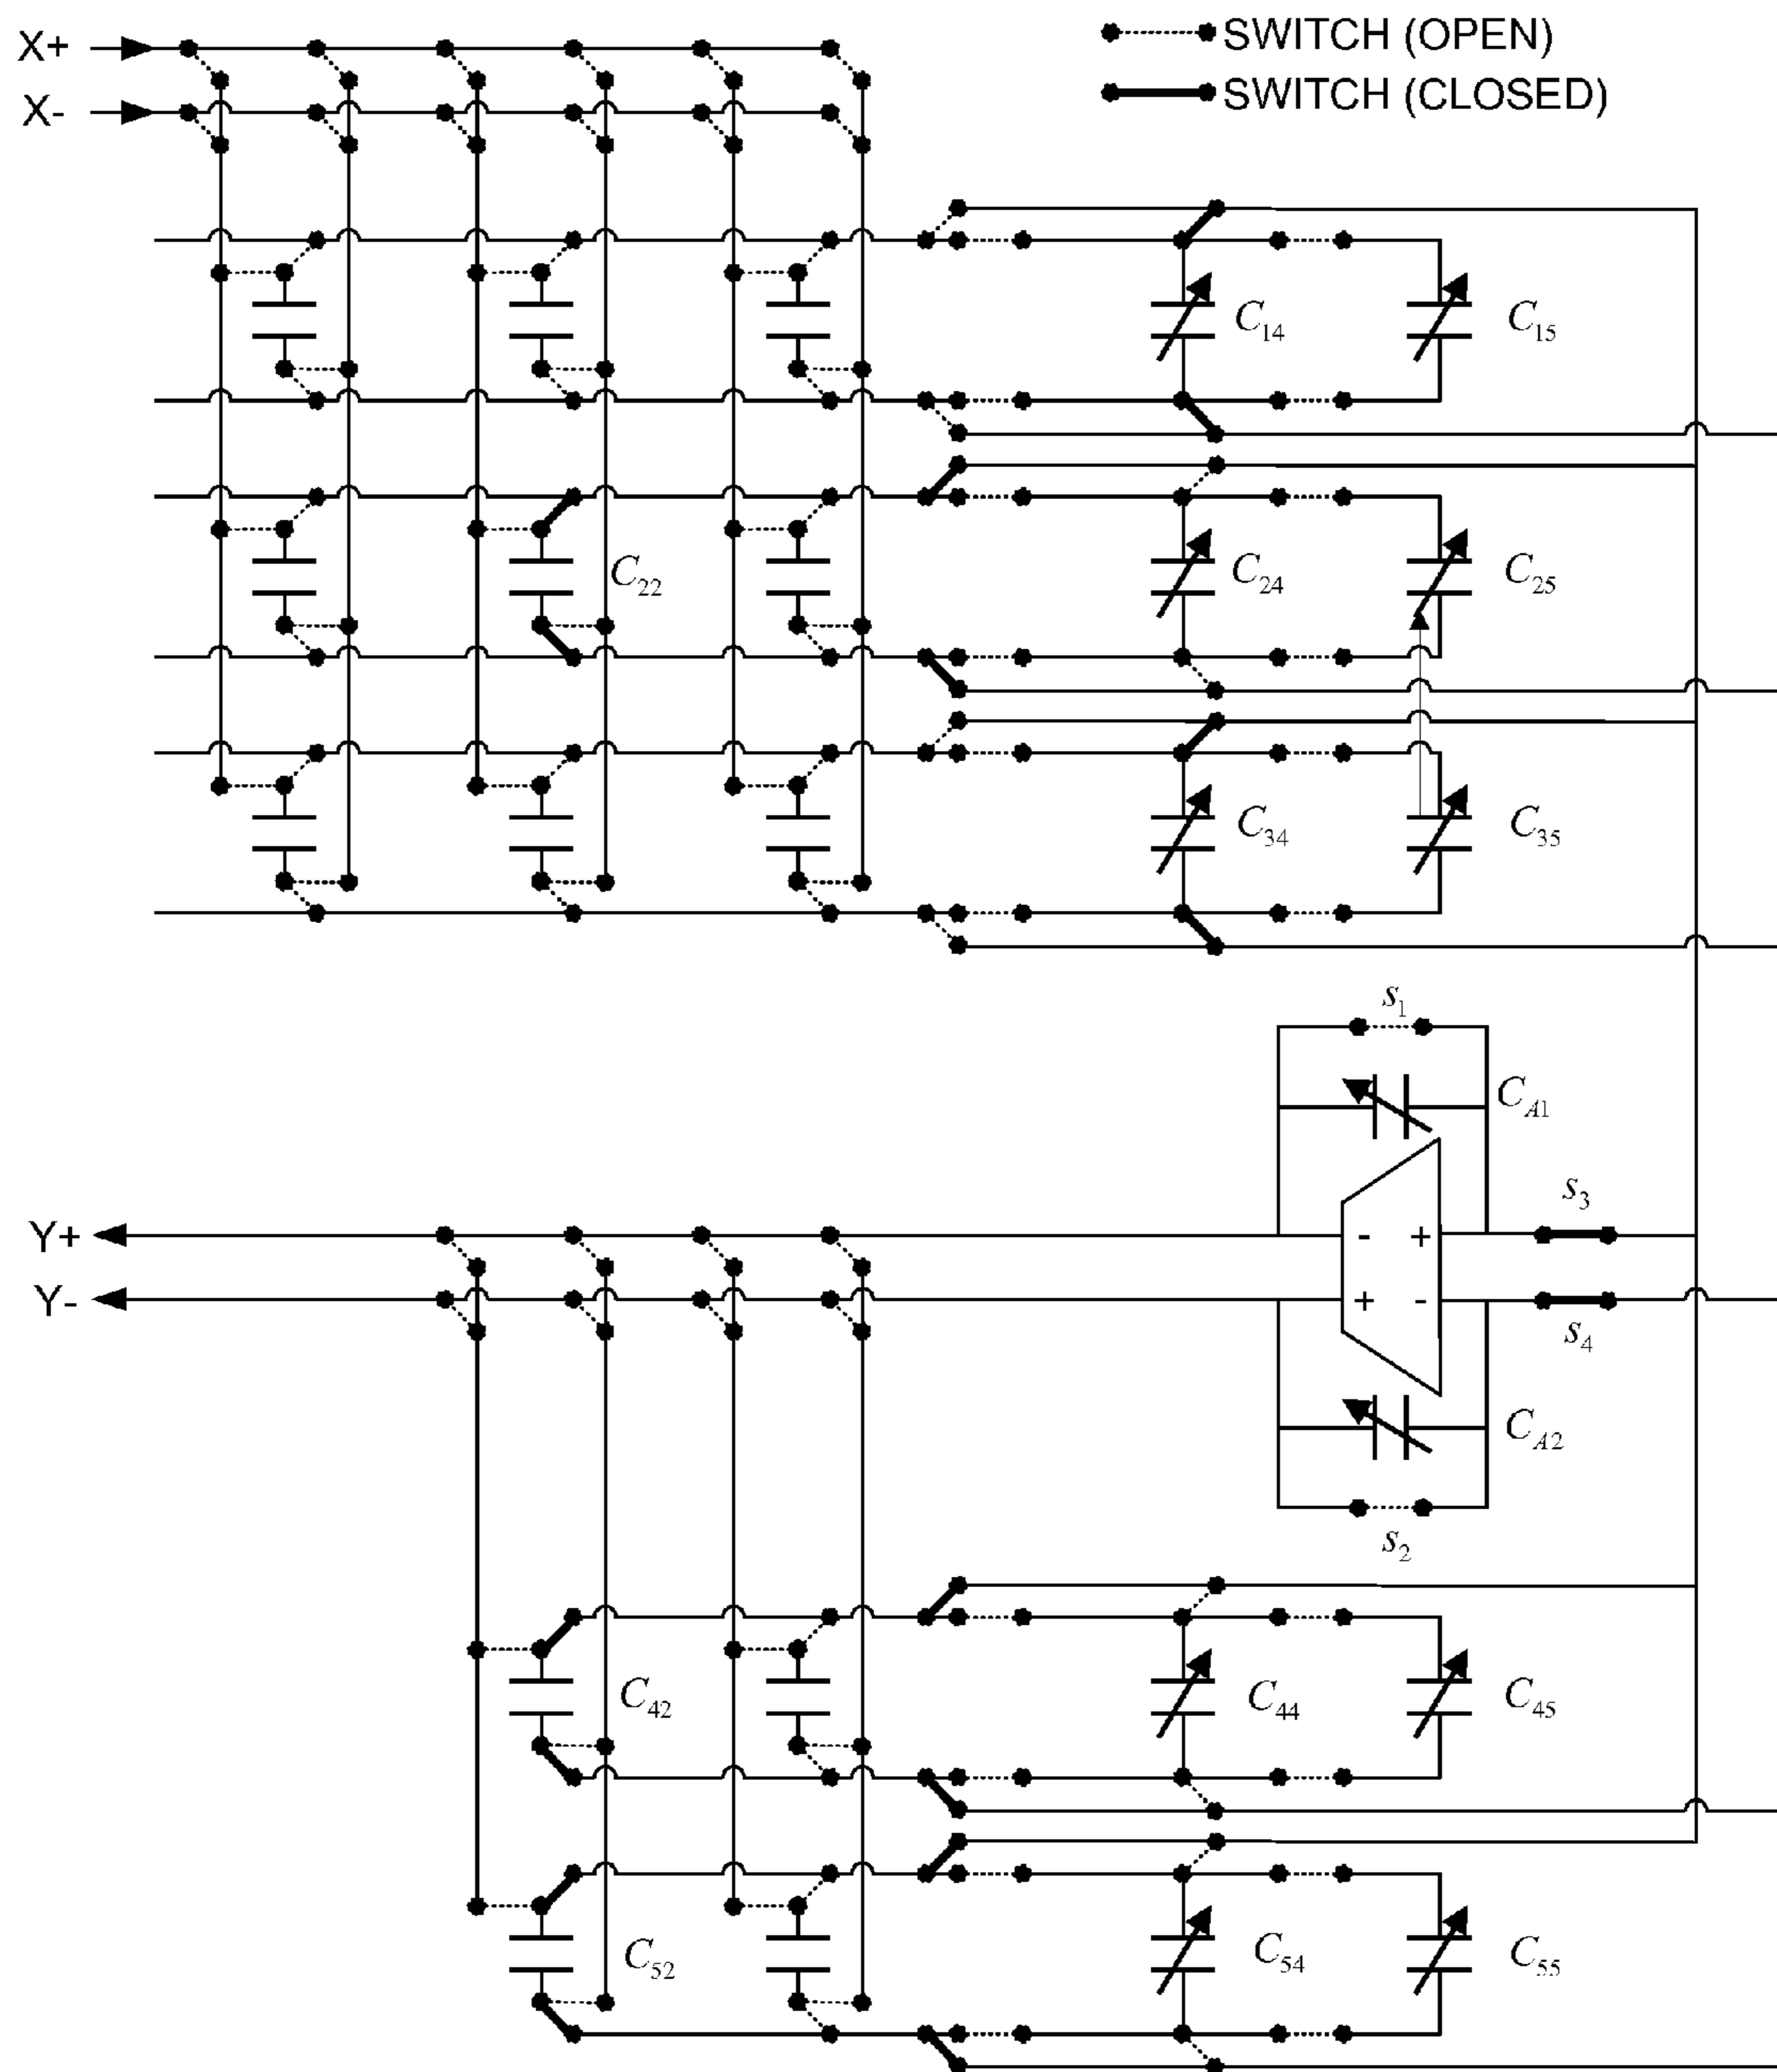 X+
SWITCH (OPEN)
X-
SWITCH (CLOSED)
C14
C15
C22
C24
C25
C34
C35
s1
CA1
Y+
- +
s3
Y-
+ -
s4
CA2
s2
C42
C44
C45
C52
C54
C55